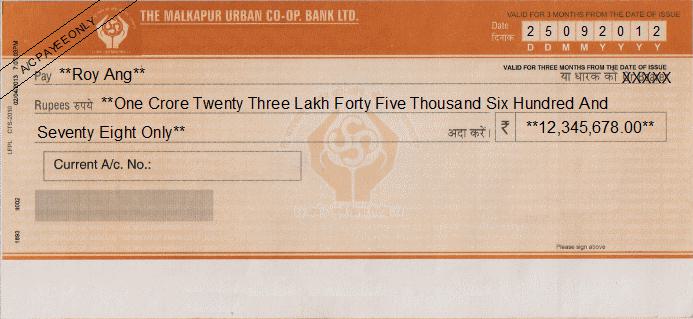 A/C PAYEE ONLY
THE MALKAPUR URBAN CO-OP. BANK LTD.
VALID FOR 3 MONTHS FROM THE DATE OF ISSUE
Date
दिनांक
2 5 0 9 2 0 1 2
D D M M Y Y Y Y
VALID FOR THREE MONTHS FROM THE DATE OF ISSUE
Pay **Roy Ang**
या धारक को XXXXX
Rupees रुपये **One Crore Twenty Three Lakh Forty Five Thousand Six Hundred And
Seventy Eight Only**
अदा करें। ₹ **12,345,678.00**
Current A/c. No.:
Please sign above
LFPL CTS-2010